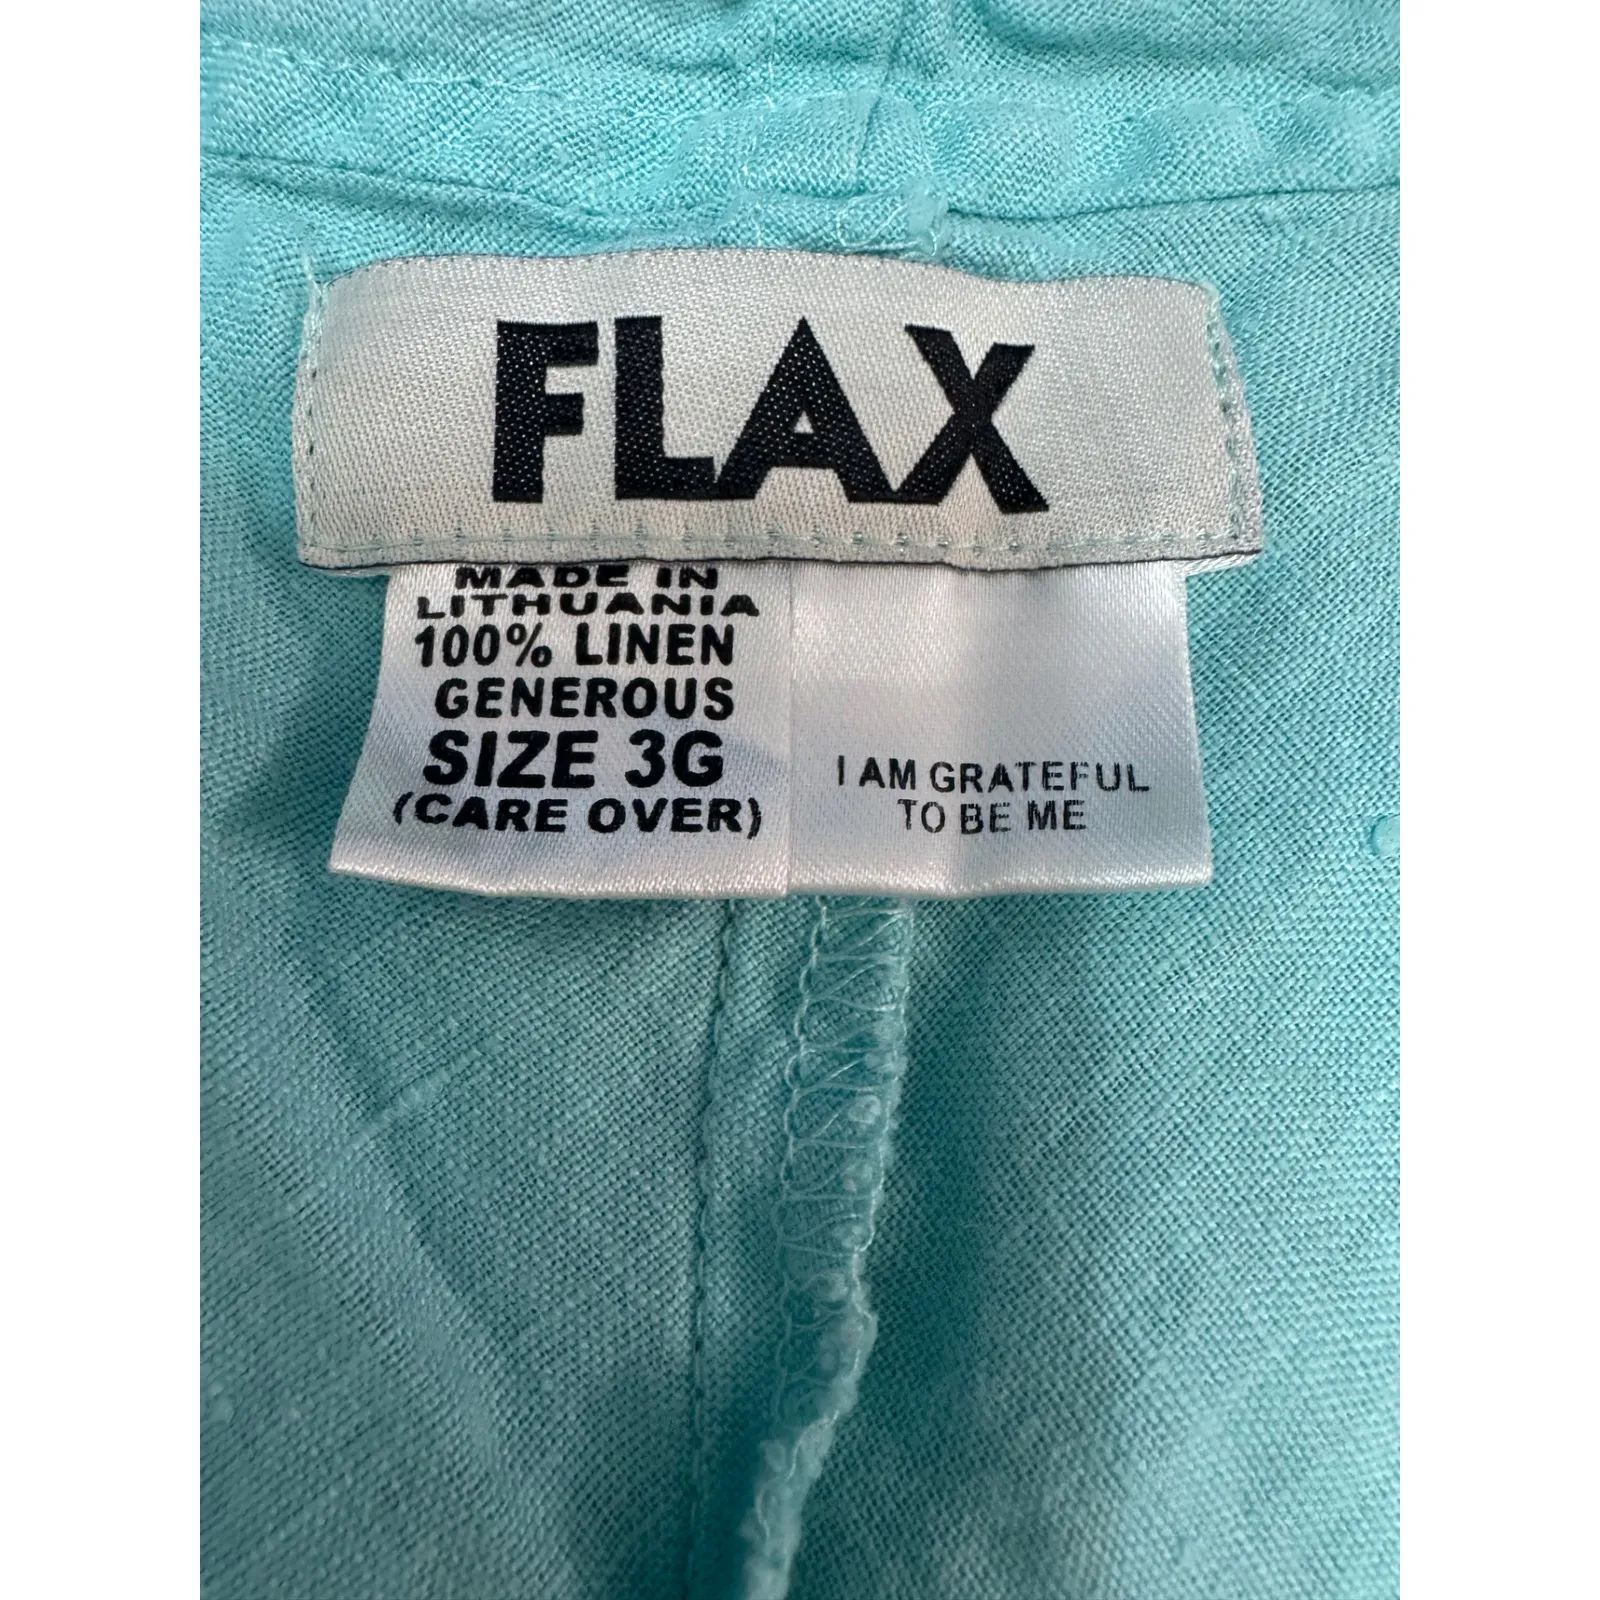 FLAX
MADE IN
LITHUANIA
100% LINEN
GENEROUS
SIZE 3G
(CARE OVER)
I AM GRATEFUL
TO BE ME